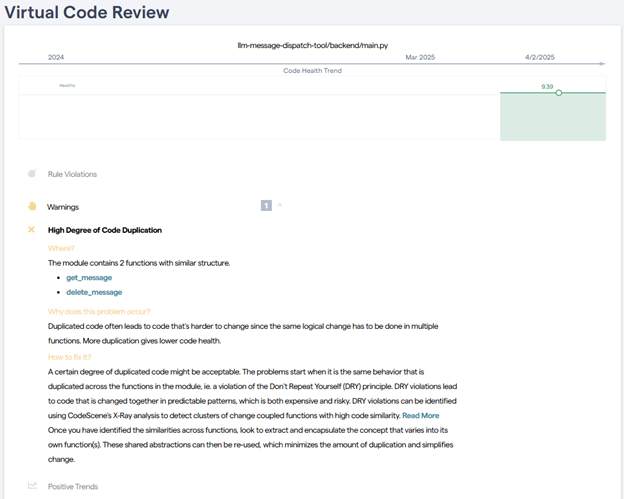 Virtual Code Review
llm-message-dispatch-tool/backend/main.py
2024 Mar 2025 4/2/2025
Code Health Trend
Healthy 9.39
Rule Violations
Warnings 1
High Degree of Code Duplication
Where?
The module contains 2 functions with similar structure.
• get_message
• delete_message
Why does this problem occur?
Duplicated code often leads to code that's harder to change since the same logical change has to be done in multiple
functions. More duplication gives lower code health.
How to fix it?
A certain degree of duplicated code might be acceptable. The problems start when it is the same behavior that is
duplicated across the functions in the module, ie. a violation of the Don't Repeat Yourself (DRY) principle. DRY violations lead
to code that is changed together in predictable patterns, which is both expensive and risky. DRY violations can be identified
using CodeScene's X-Ray analysis to detect clusters of change coupled functions with high code similarity. Read More
Once you have identified the similarities across functions, look to extract and encapsulate the concept that varies into its
own function(s). These shared abstractions can then be re-used, which minimizes the amount of duplication and simplifies
change.
Positive Trends